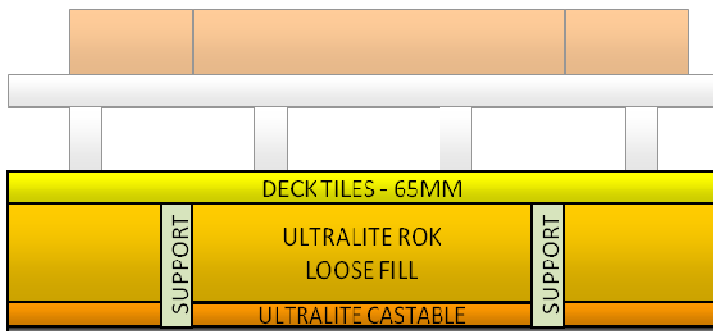 DECK TILES - 65MM
SUPPORT
ULTRALITE ROK
LOOSE FILL
SUPPORT
ULTRALITE CASTABLE